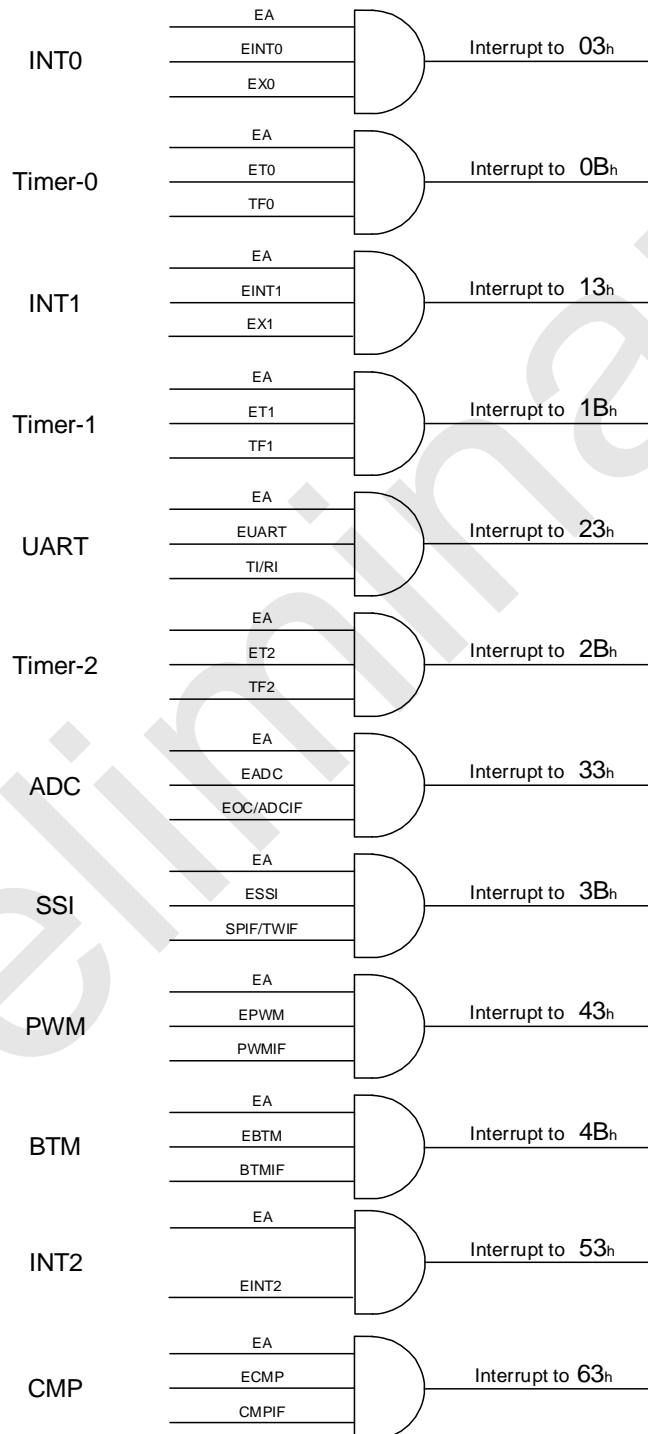 EA
INT0 EINT0 Interrupt to 03h
EX0
EA
Timer-0 ET0 Interrupt to 0Bh
TF0
EA
INT1 EINT1 Interrupt to 13h
EX1
EA
Timer-1 ET1 Interrupt to 1Bh
TF1
EA
UART EUART Interrupt to 23h
TI/RI
EA
Timer-2 ET2 Interrupt to 2Bh
TF2
EA
ADC EADC Interrupt to 33h
EOC/ADCIF
EA
SSI ESSI Interrupt to 3Bh
SPIF/TWIF
EA
PWM EPWM Interrupt to 43h
PWMIF
EA
BTM EBTM Interrupt to 4Bh
BTMIF
EA
INT2 Interrupt to 53h
EINT2
EA
CMP ECMP Interrupt to 63h
CMPIF
elimina